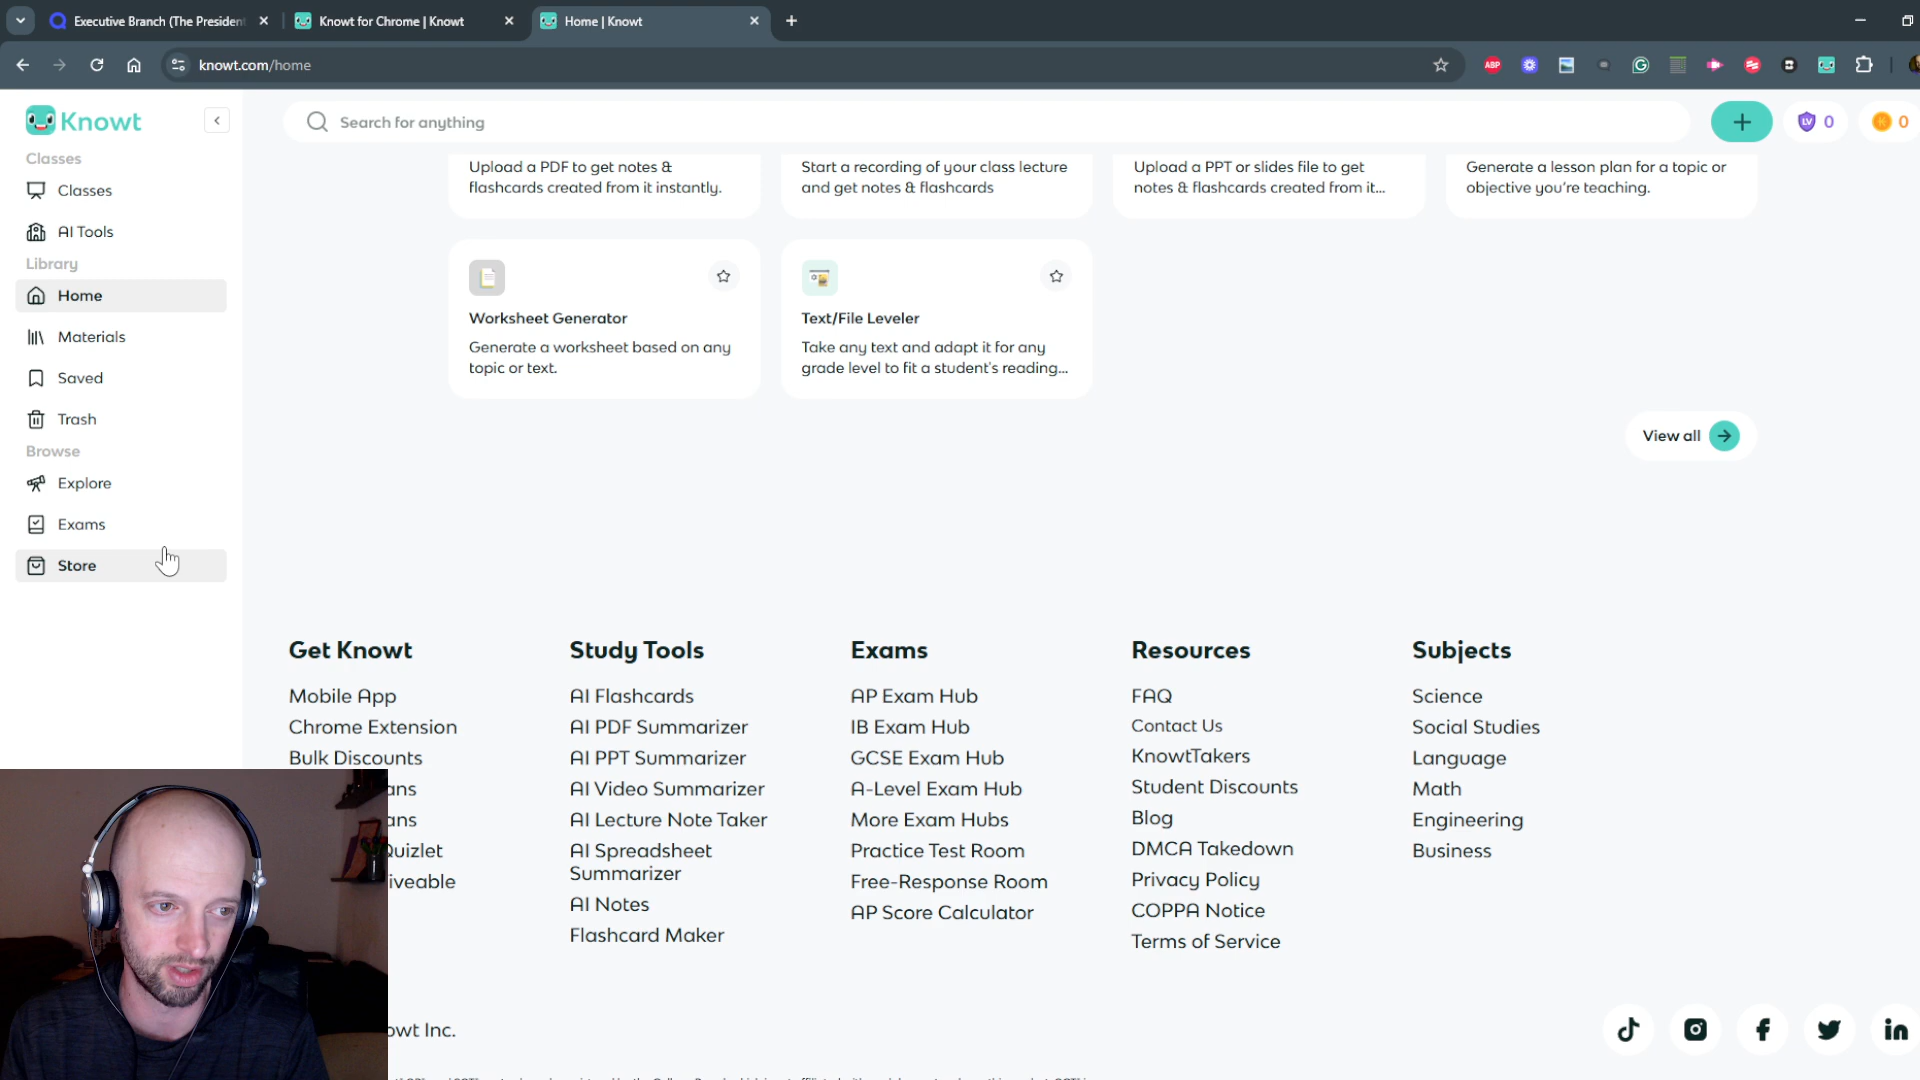 Executive Branch (The Presiden
Knowt for Chrome | Knowt
Home | Knowt
knowt.com/home
ABP
Knowt
Search for anything
LV 0
0
Classes
Classes
AI Tools
Library
Home
Materials
Saved
Trash
Browse
Explore
Exams
Store
Upload a PDF to get notes &
flashcards created from it instantly.
Start a recording of your class lecture
and get notes & flashcards
Upload a PPT or slides file to get
notes & flashcards created from it...
Generate a lesson plan for a topic or
objective you're teaching.
Worksheet Generator
Generate a worksheet based on any
topic or text.
Text/File Leveler
Take any text and adapt it for any
grade level to fit a student's reading...
View all
Get Knowt
Mobile App
Chrome Extension
Bulk Discounts
ans
ans
Quizlet
iveable
Study Tools
AI Flashcards
AI PDF Summarizer
AI PPT Summarizer
AI Video Summarizer
AI Lecture Note Taker
AI Spreadsheet
Summarizer
AI Notes
Flashcard Maker
Exams
AP Exam Hub
IB Exam Hub
GCSE Exam Hub
A-Level Exam Hub
More Exam Hubs
Practice Test Room
Free-Response Room
AP Score Calculator
Resources
FAQ
Contact Us
KnowtTakers
Student Discounts
Blog
DMCA Takedown
Privacy Policy
COPPA Notice
Terms of Service
Subjects
Science
Social Studies
Language
Math
Engineering
Business
owt Inc.